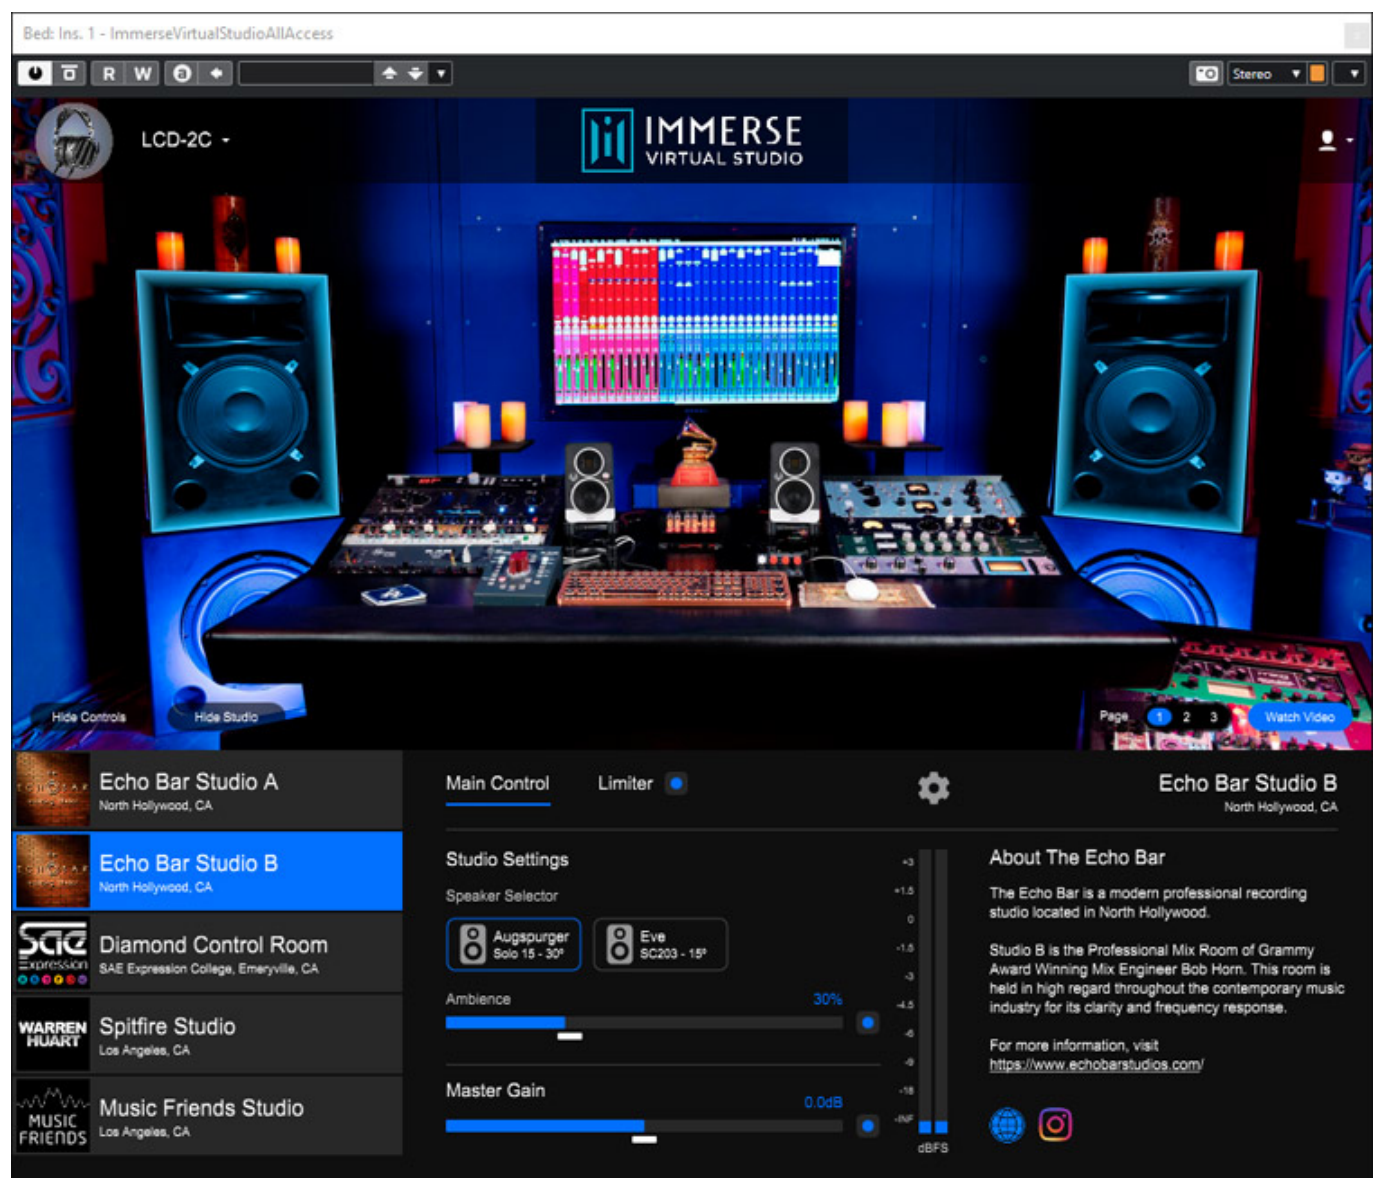 Bed: Ins. 1 - ImmerseVirtualStudioAllAccess
R W a
Stereo
LCD-2C
IMMERSE
VIRTUAL STUDIO
Hide Controls
Hide Studio
Page 1 2 3
Watch Video
Echo Bar Studio A
North Hollywood, CA
Echo Bar Studio B
North Hollywood, CA
SAE
Expression
Diamond Control Room
SAE Expression College, Emeryville, CA
WARREN
HUART
Spitfire Studio
Los Angeles, CA
MUSIC
FRIENDS
Music Friends Studio
Los Angeles, CA
Main Control
Limiter
Studio Settings
Speaker Selector
Augspurger
Solo 15 - 30º
Eve
SC203 - 15º
Ambience
30%
Master Gain
0.0dB
+3
+1.5
0
-1.5
-3
-4.5
-6
-9
-18
-INF
dBFS
Echo Bar Studio B
North Hollywood, CA
About The Echo Bar
The Echo Bar is a modern professional recording
studio located in North Hollywood.
Studio B is the Professional Mix Room of Grammy
Award Winning Mix Engineer Bob Horn. This room is
held in high regard throughout the contemporary music
industry for its clarity and frequency response.
For more information, visit
https://www.echobarstudios.com/